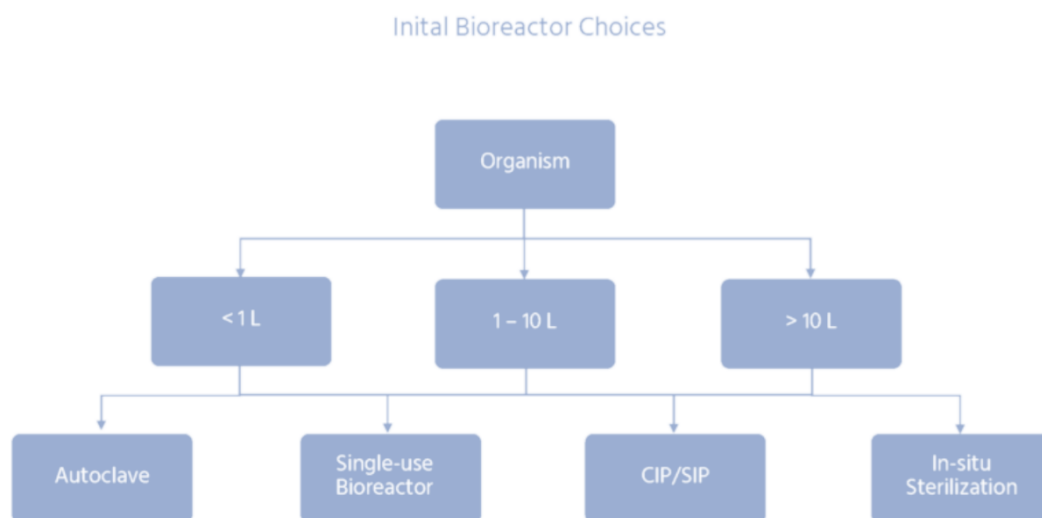 Inital Bioreactor Choices
Organism
< 1 L
1 – 10 L
> 10 L
Autoclave
Single-use
Bioreactor
CIP/SIP
In-situ
Sterilization